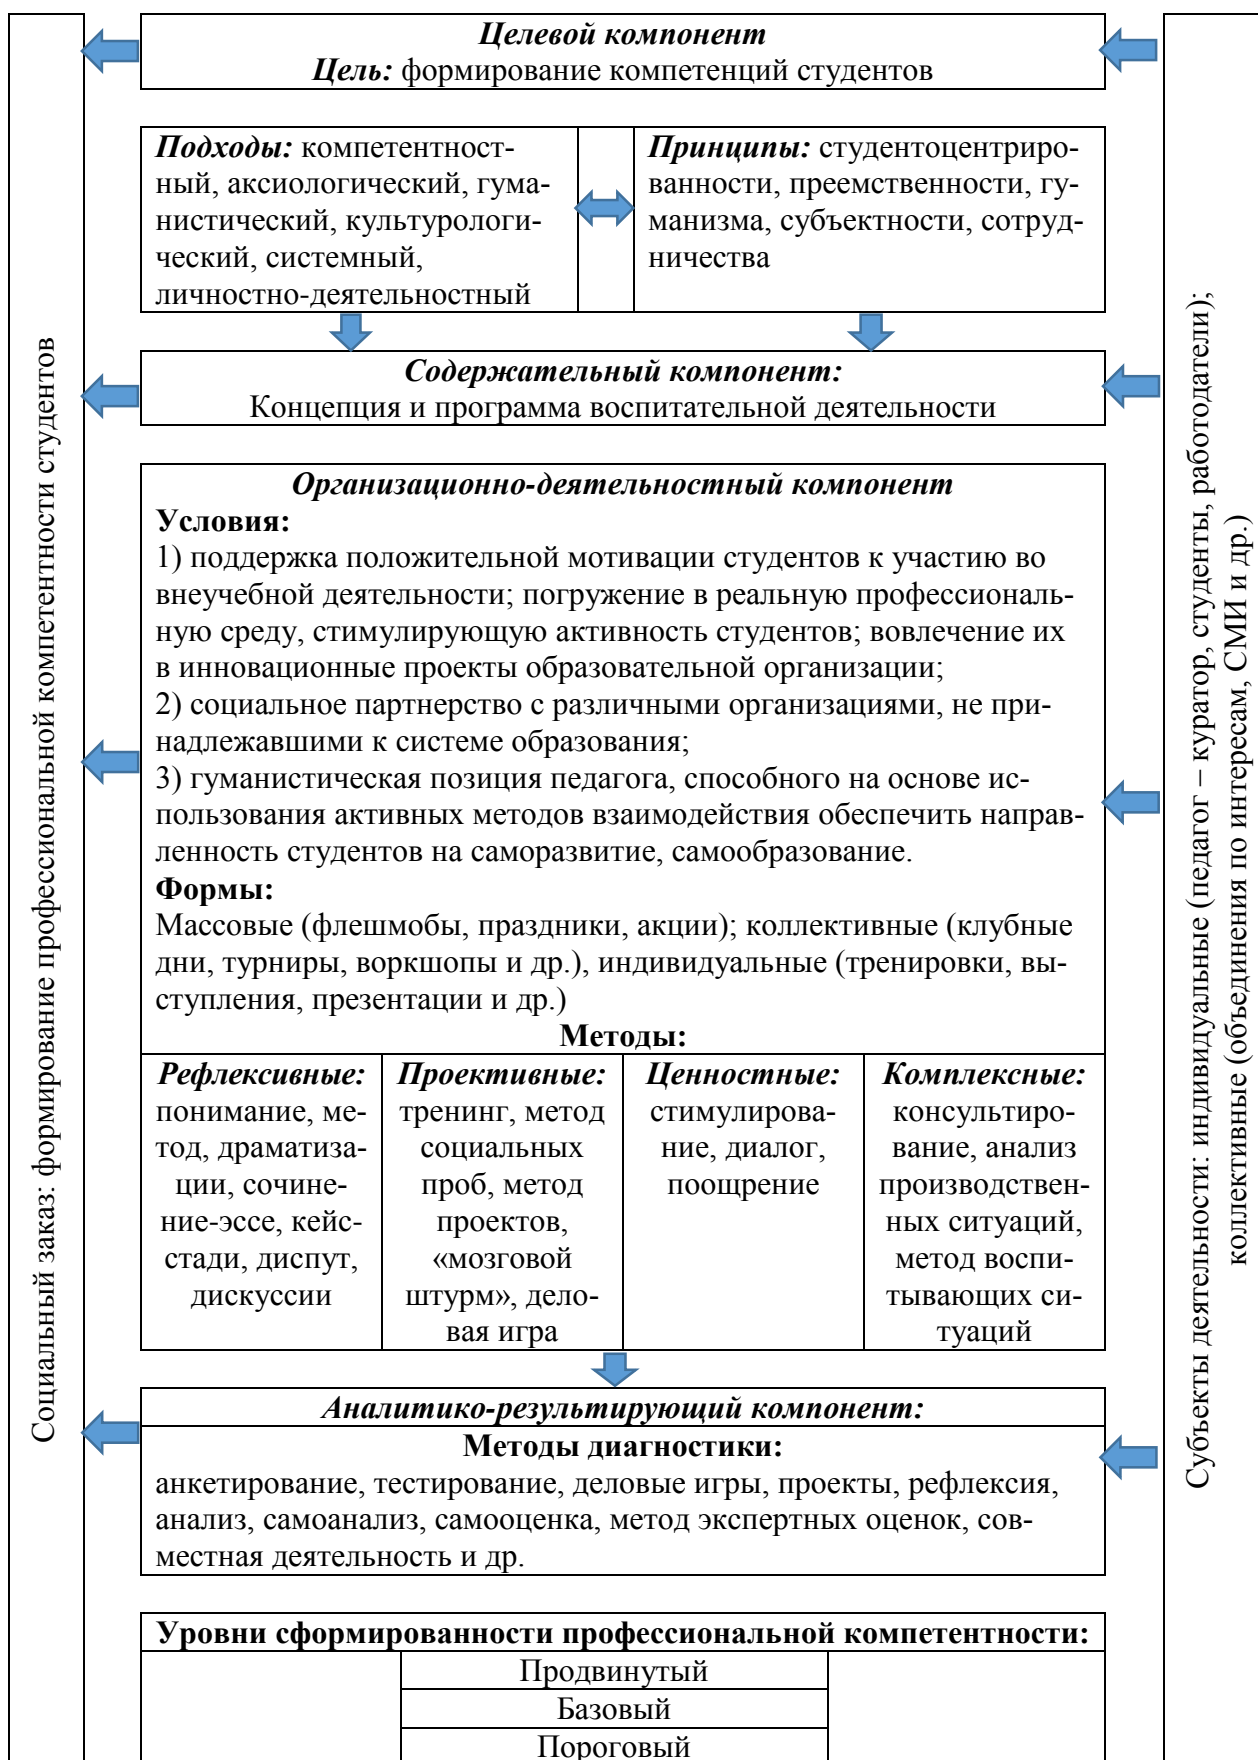 Социальный заказ: формирование профессиональной компетентности студентов
Целевой компонент
Цель: формирование компетенций студентов
Подходы: компетентност-
ный, аксиологический, гума-
нистический, культурологи-
ческий, системный,
личностно-деятельностный
Принципы: студентоцентриро-
ванности, преемственности, гу-
манизма, субъектности, сотруд-
ничества
Содержательный компонент:
Концепция и программа воспитательной деятельности
Организационно-деятельностный компонент
Условия:
1) поддержка положительной мотивации студентов к участию во
внеучебной деятельности; погружение в реальную профессиональ-
ную среду, стимулирующую активность студентов; вовлечение их
в инновационные проекты образовательной организации;
2) социальное партнерство с различными организациями, не при-
надлежавшими к системе образования;
3) гуманистическая позиция педагога, способного на основе ис-
пользования активных методов взаимодействия обеспечить направ-
ленность студентов на саморазвитие, самообразование.
Формы:
Массовые (флешмобы, праздники, акции); коллективные (клубные
дни, турниры, воркшопы и др.), индивидуальные (тренировки, вы-
ступления, презентации и др.)
Методы:
Рефлексивные:
понимание, ме-
тод, драматиза-
ции, сочине-
ние-эссе, кейс-
стади, диспут,
дискуссии
Проективные:
тренинг, метод
социальных
проб, метод
проектов,
«мозговой
штурм», дело-
вая игра
Ценностные:
стимулирова-
ние, диалог,
поощрение
Комплексные:
консультиро-
вание, анализ
производствен-
ных ситуаций,
метод воспи-
тывающих си-
туаций
Аналитико-результирующий компонент:
Методы диагностики:
анкетирование, тестирование, деловые игры, проекты, рефлексия,
анализ, самоанализ, самооценка, метод экспертных оценок, сов-
местная деятельность и др.
Уровни сформированности профессиональной компетентности:
Продвинутый
Базовый
Пороговый
Субъекты деятельности: индивидуальные (педагог – куратор, студенты, работодатели);
коллективные (объединения по интересам, СМИ и др.)